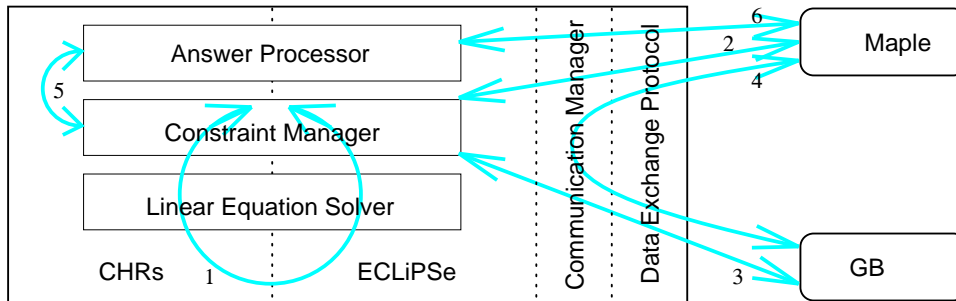 Answer Processor
Constraint Manager
Linear Equation Solver
CHRs
ECLiPSe
Communication Manager
Data Exchange Protocol
Maple
GB
1
2
3
4
5
6